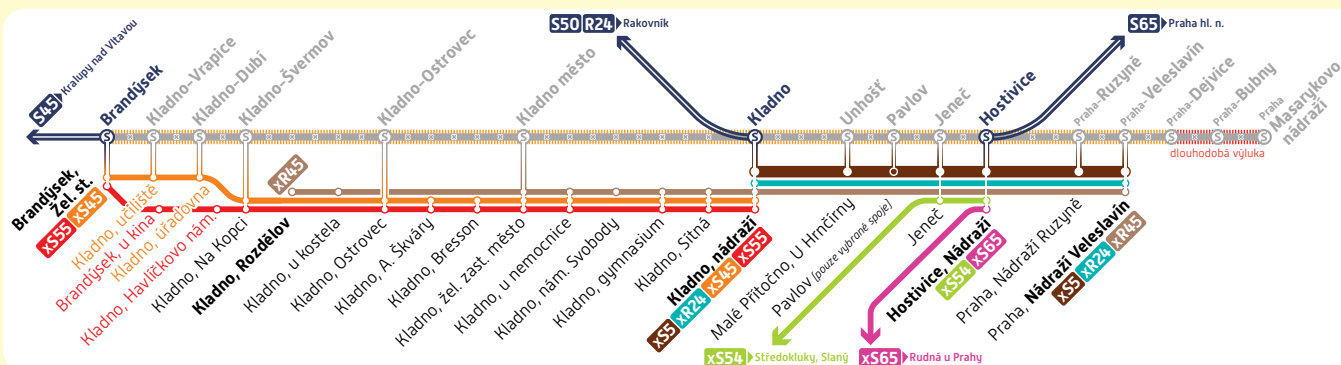 S50 R24 Rakovník
S65 Praha hl. n.
S45 Kralupy nad Vltavou
Brandýsek
Kladno-Vrapice
Kladno-Dubí
Kladno-Švermov
Kladno-Ostrovec
Kladno město
Kladno
Unhošť
Pavlov
Jeneč
Hostivice
Praha-Ruzyně
Praha-Veleslavín
Praha-Dejvice
Praha-Bubny
Praha
Masarykovo
nádraží
dlouhodobá výluka
xR45
Brandýsek,
Žel. st.
xS55 xS45
Kladno, učiliště
Brandýsek, u kina
Kladno, úřadovna
Kladno, Havlíčkovo nám.
Kladno, Na Kopci
Kladno, Rozdělov
Kladno, u kostela
Kladno, Ostrovec
Kladno, A. Škváry
Kladno, Bresson
Kladno, žel. zast. město
Kladno, u nemocnice
Kladno, nám. Svobody
Kladno, gymnasium
Kladno, Sítná
Kladno, nádraží
xS5 xR24 xS45 xS55
Malé Přítočno, U Hrnčírny
Pavlov [pouze vybrané spoje]
Jeneč
Hostivice, Nádraží
xS54 xS65
Praha, Nádraží Ruzyně
Praha, Nádraží Veleslavín
xS5 xR24 xR45
xS54 Středokluky, Slaný
xS65 Rudná u Prahy